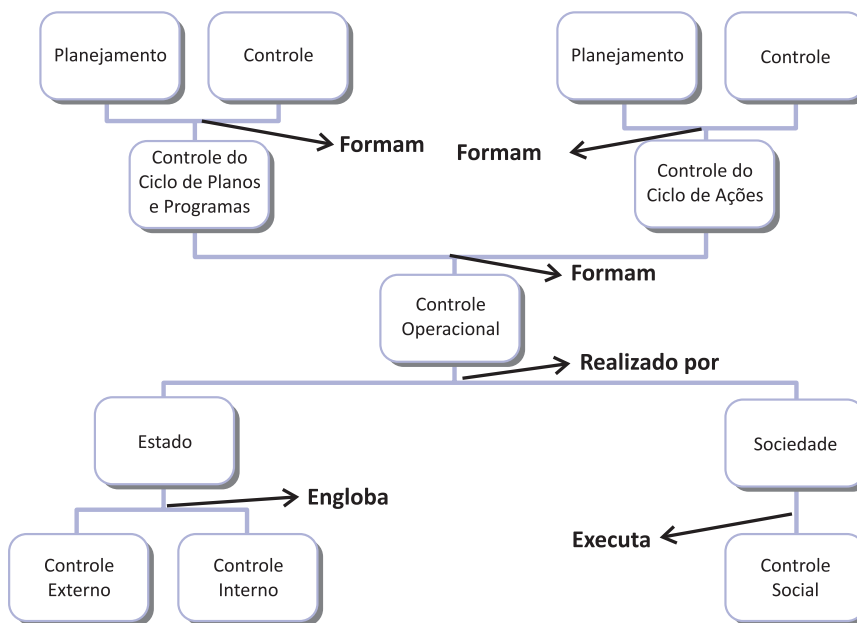 Planejamento
Controle
Planejamento
Controle
Formam
Formam
Controle do
Ciclo de Planos
e Programas
Controle do
Ciclo de Ações
Formam
Controle
Operacional
Realizado por
Estado
Sociedade
Engloba
Executa
Controle
Externo
Controle
Interno
Controle
Social